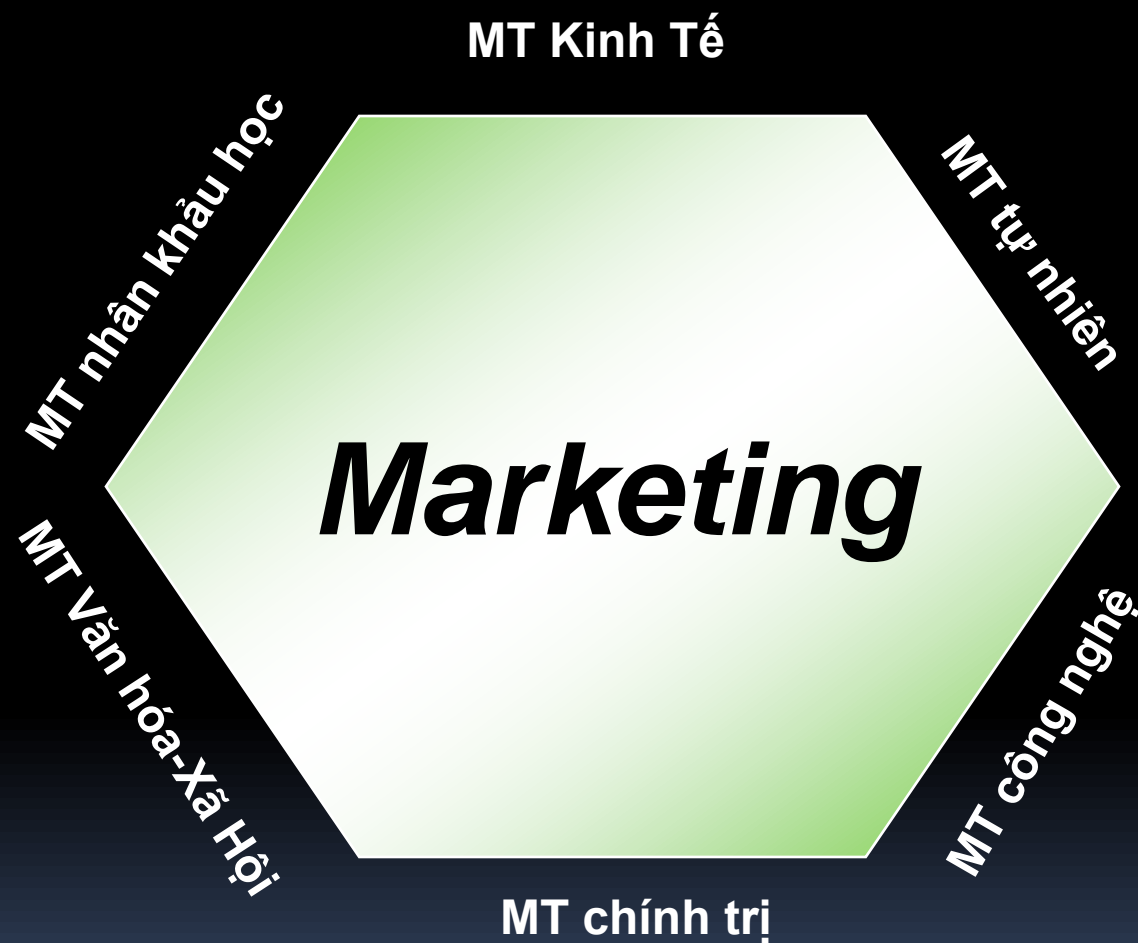 MT Kinh Tế
MT nhân khảu học
MT tự nhiên
Marketing
MT Văn hóa-Xã Hội
MT công nghệ
MT chính trị